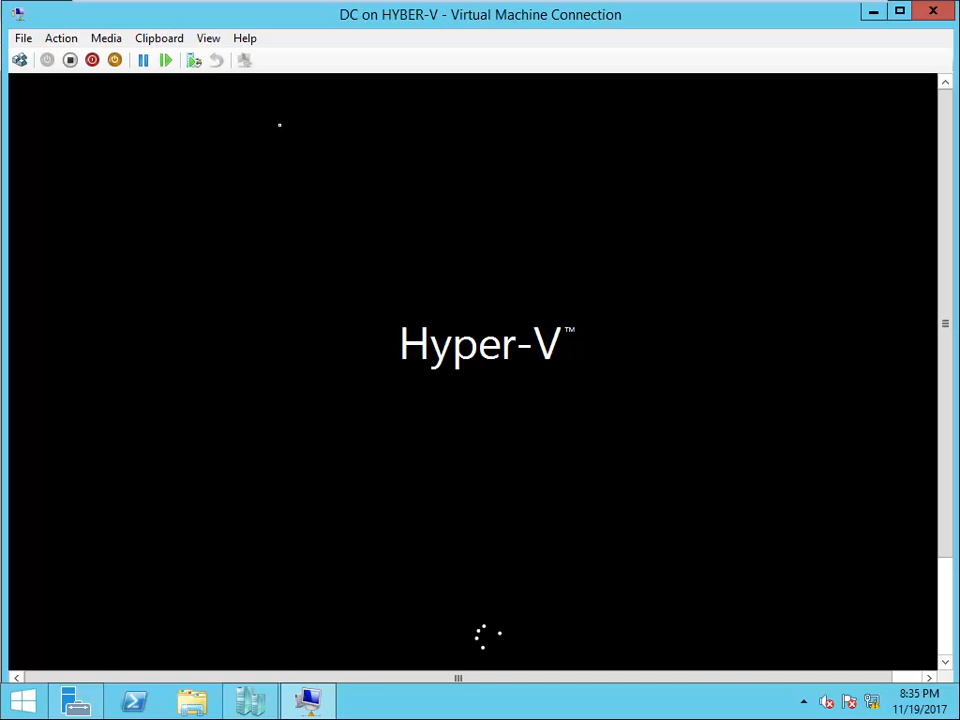 DC on HYBER-V - Virtual Machine Connection
File Action Media Clipboard View Help
Hyper-V™
8:35 PM
11/19/2017